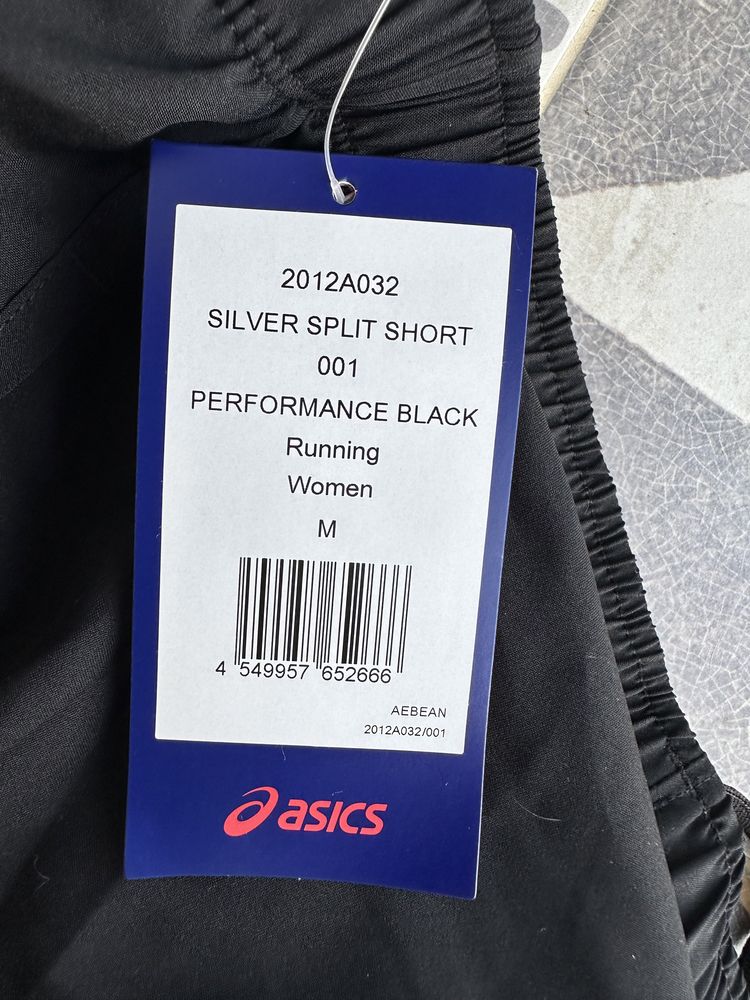 2012A032
SILVER SPLIT SHORT
001
PERFORMANCE BLACK
Running
Women
M
4 549957 652666
AEBEAN
2012A032/001
asics